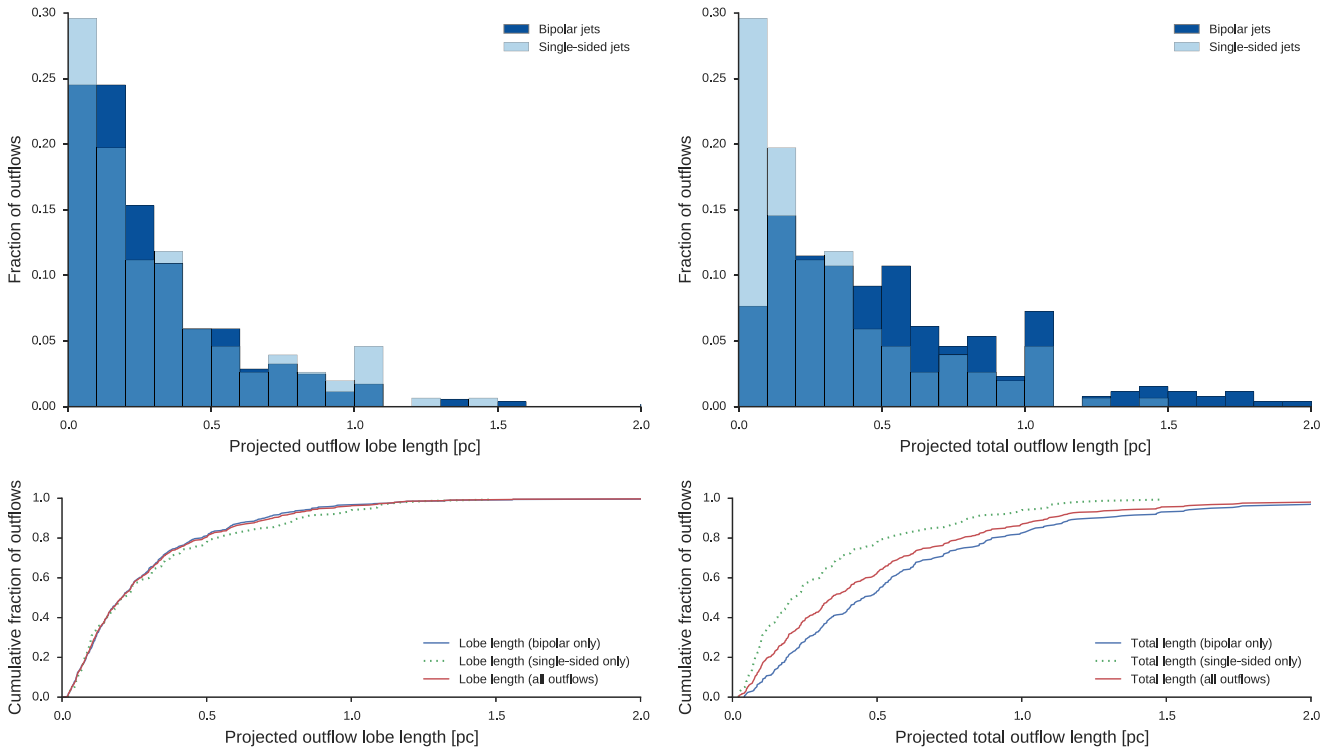 0.30
0.25
0.20
0.15
0.10
0.05
0.00
Fraction of outflows
Bipolar jets
Single-sided jets
0.0 0.5 1.0 1.5 2.0
Projected outflow lobe length [pc]
0.30
0.25
0.20
0.15
0.10
0.05
0.00
Fraction of outflows
Bipolar jets
Single-sided jets
0.0 0.5 1.0 1.5 2.0
Projected total outflow length [pc]
1.0
0.8
0.6
0.4
0.2
0.0
Cumulative fraction of outflows
Lobe length (bipolar only)
Lobe length (single-sided only)
Lobe length (all outflows)
0.0 0.5 1.0 1.5 2.0
Projected outflow lobe length [pc]
1.0
0.8
0.6
0.4
0.2
0.0
Cumulative fraction of outflows
Total length (bipolar only)
Total length (single-sided only)
Total length (all outflows)
0.0 0.5 1.0 1.5 2.0
Projected total outflow length [pc]